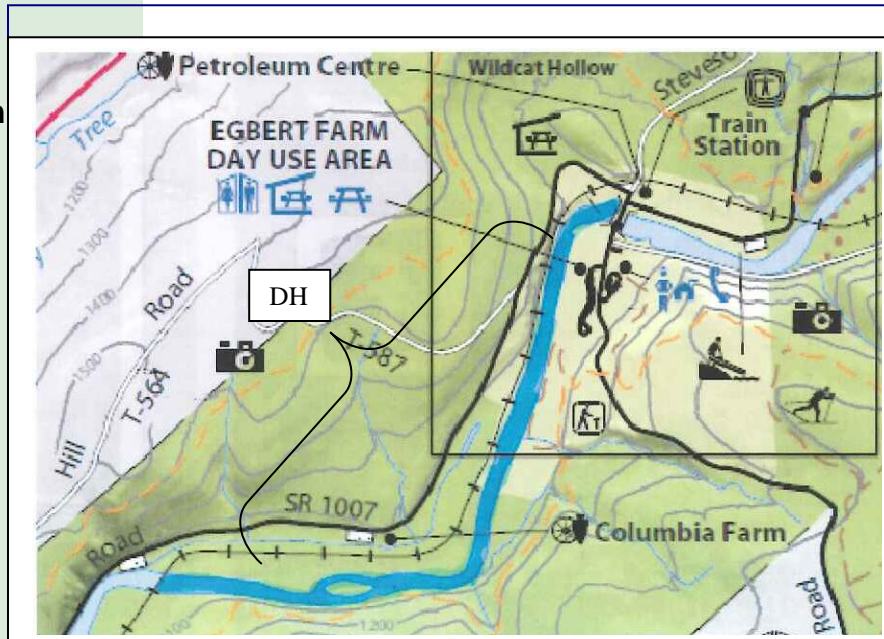 Petroleum Centre
Wildcat Hollow
Train
Station
EGBERT FARM
DAY USE AREA
Tree
1200
1300
1400
1500
Road
DH
T-587
T-564
Hill
SR 1007
Road
Columbia Farm
1200
Road